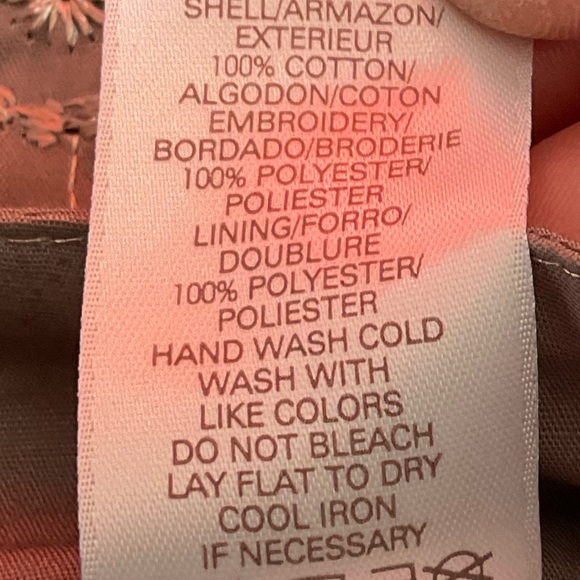 SHELL/ARMAZON/
EXTERIEUR
100% COTTON/
ALGODON/COTON
EMBROIDERY/
BORDADO/BRODERIE
100% POLYESTER/
POLIESTER
LINING/FORRO/
DOUBLURE
100% POLYESTER/
POLIESTER
HAND WASH COLD
WASH WITH
LIKE COLORS
DO NOT BLEACH
LAY FLAT TO DRY
COOL IRON
IF NECESSARY